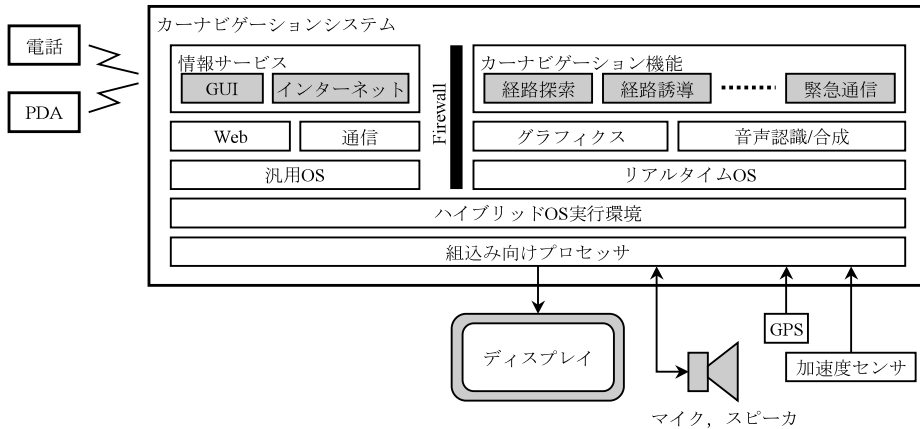 カーナビゲーションシステム
電話
PDA
情報サービス
GUI
インターネット
Web
通信
汎用OS
Firewall
カーナビゲーション機能
経路探索
経路誘導
緊急通信
グラフィクス
音声認識/合成
リアルタイムOS
ハイブリッドOS実行環境
組込み向けプロセッサ
ディスプレイ
マイク，スピーカ
GPS
加速度センサ